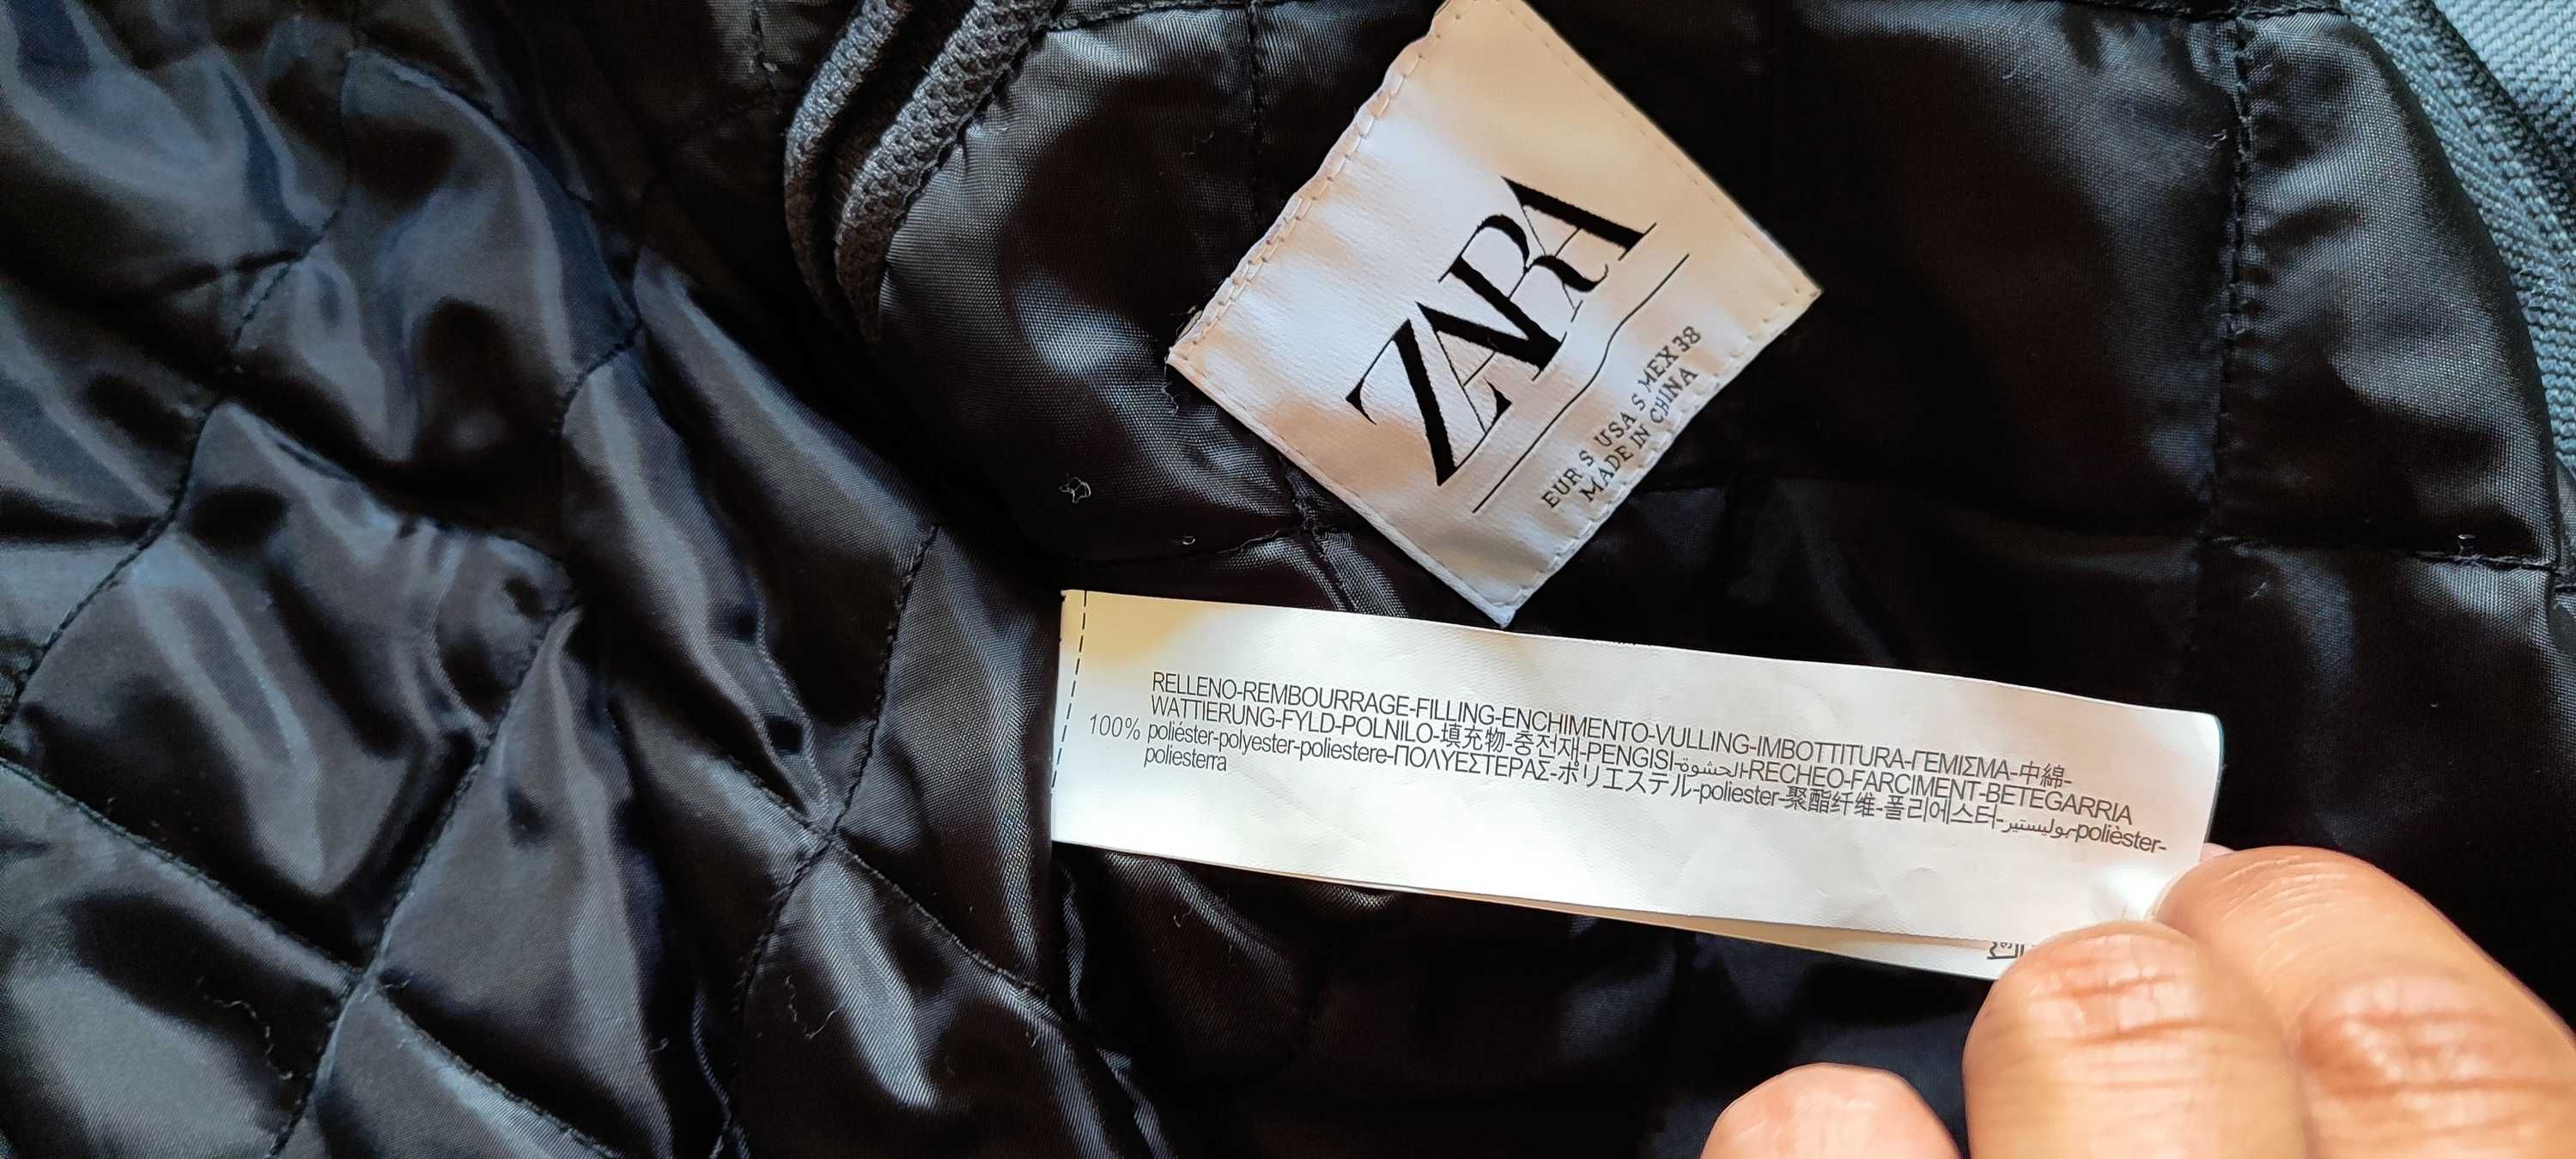 ZARA
EUR S USA S MEX 38
MADE IN CHINA
RELLENO-REMBOURRAGE-FILLING-ENCHIMENTO-VULLING-IMBOTTITURA-ΓΕΜΙΣΜΑ-中綿-
WATTIERUNG-FYLD-POLNILO-填充物-충전재-PENGISI-الحشوة-RECHEO-FARCIMENT-BETEGARRIA
100% poliéster-polyester-poliestere-ΠΟΛΥΕΣΤΕΡΑΣ-ポリエステル-poliester-聚酯纤维-폴리에스터-بوليستير-polièster-
poliesterra